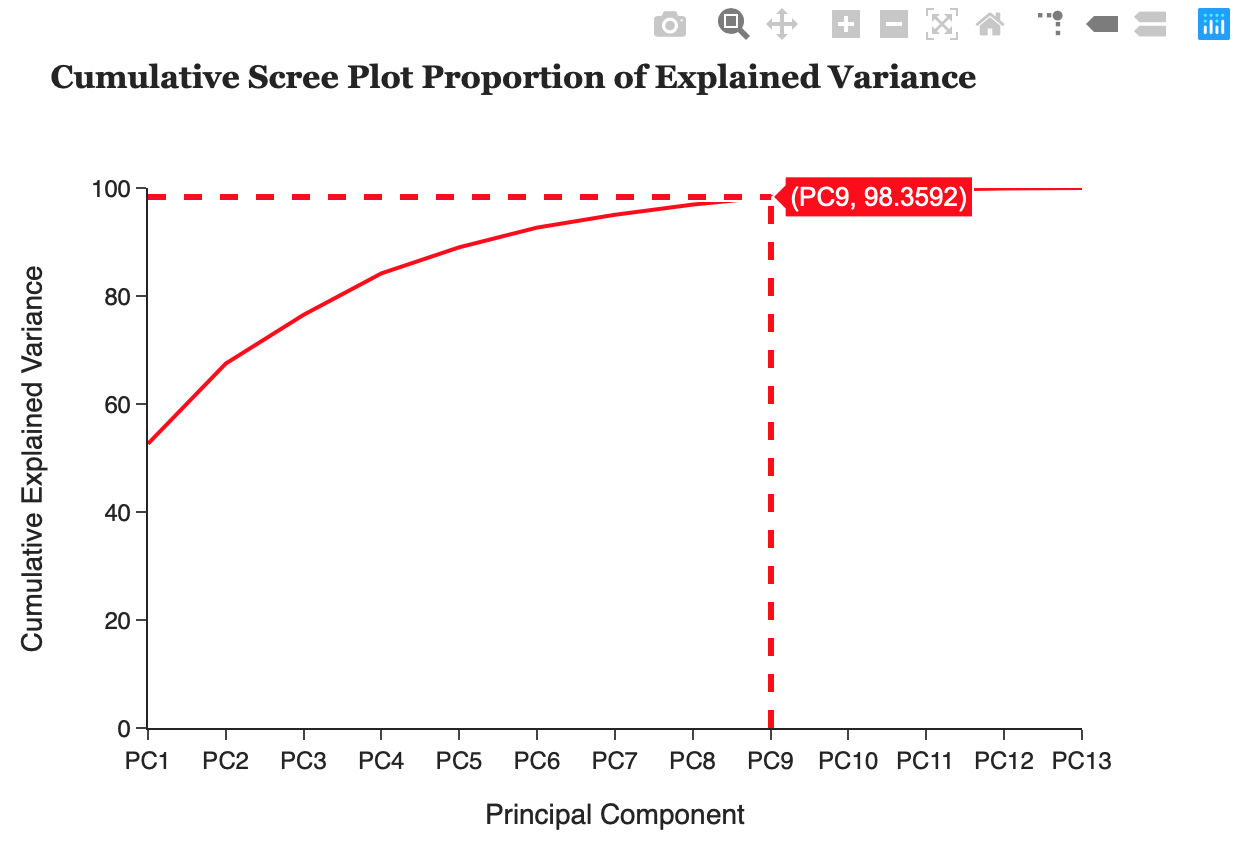 Cumulative Scree Plot Proportion of Explained Variance
Cumulative Explained Variance
100
80
60
40
20
0
(PC9, 98.3592)
PC1 PC2 PC3 PC4 PC5 PC6 PC7 PC8 PC9 PC10 PC11 PC12 PC13
Principal Component